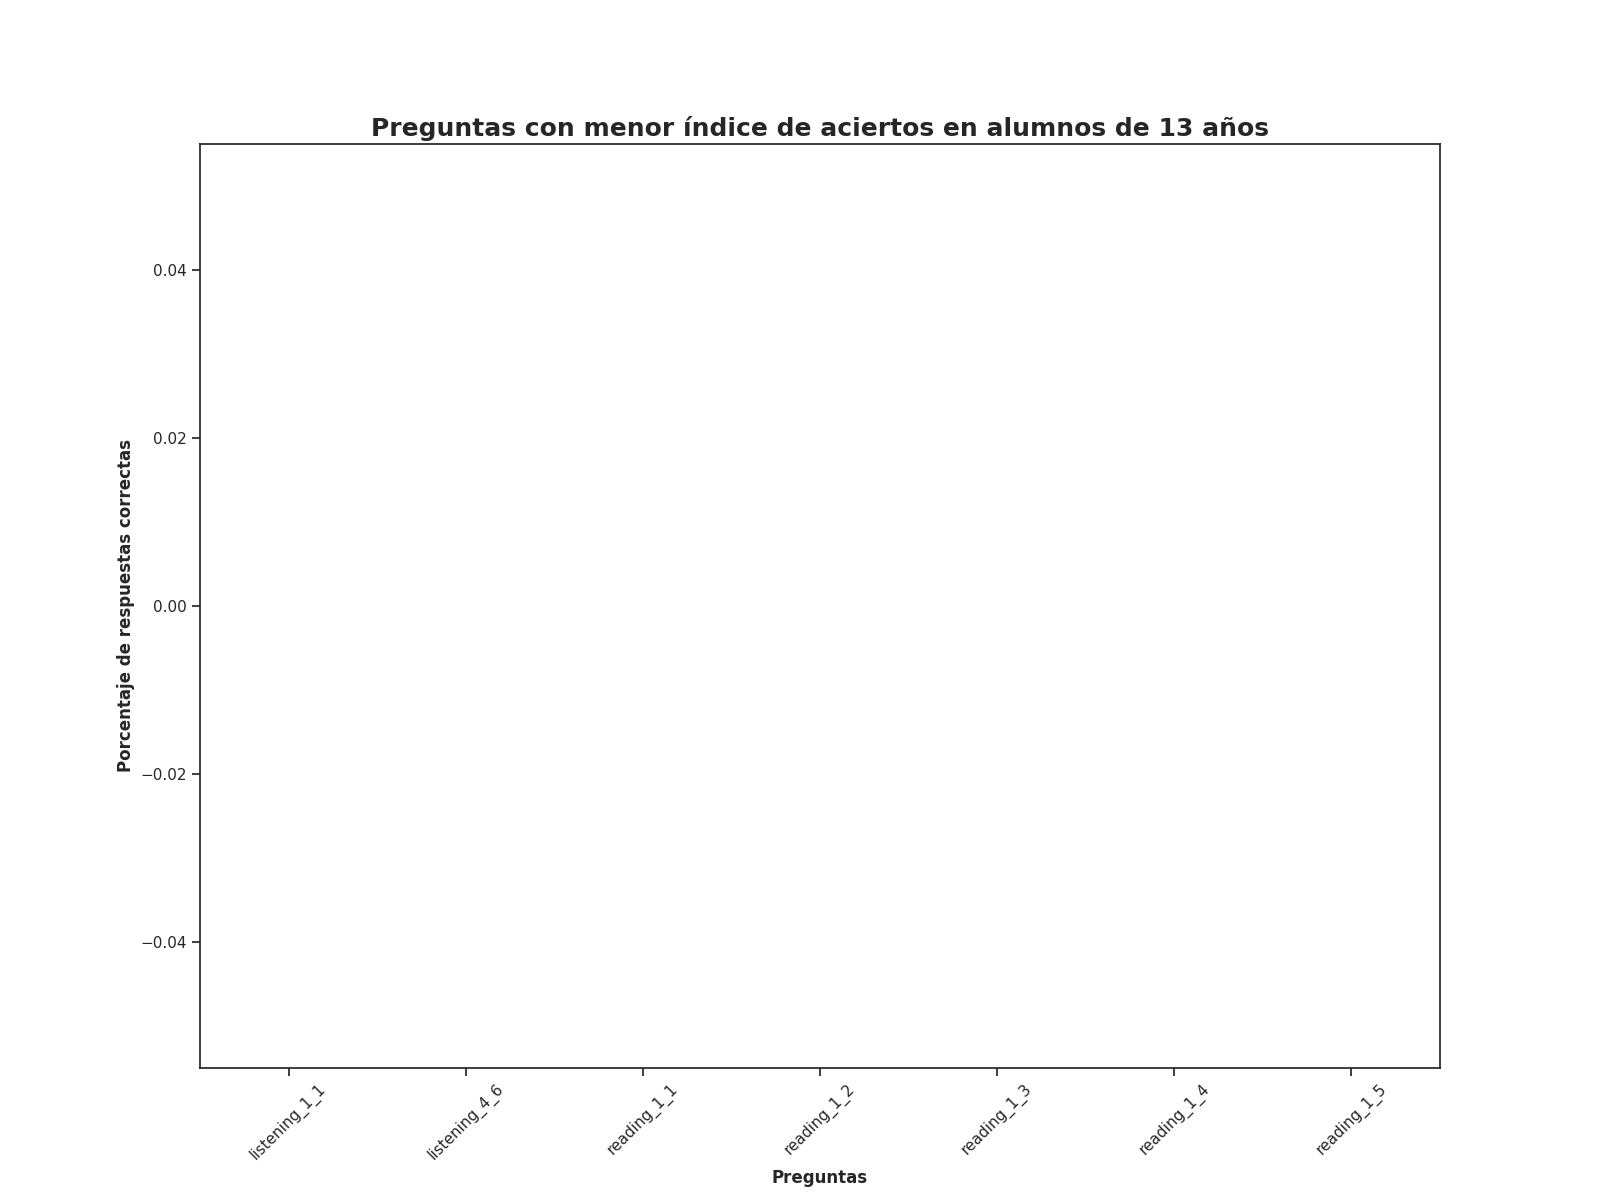 Preguntas con menor índice de aciertos en alumnos de 13 años
Porcentaje de respuestas correctas
0.04
0.02
0.00
−0.02
−0.04
listening_1_1
listening_4_6
reading_1_1
reading_1_2
reading_1_3
reading_1_4
reading_1_5
Preguntas